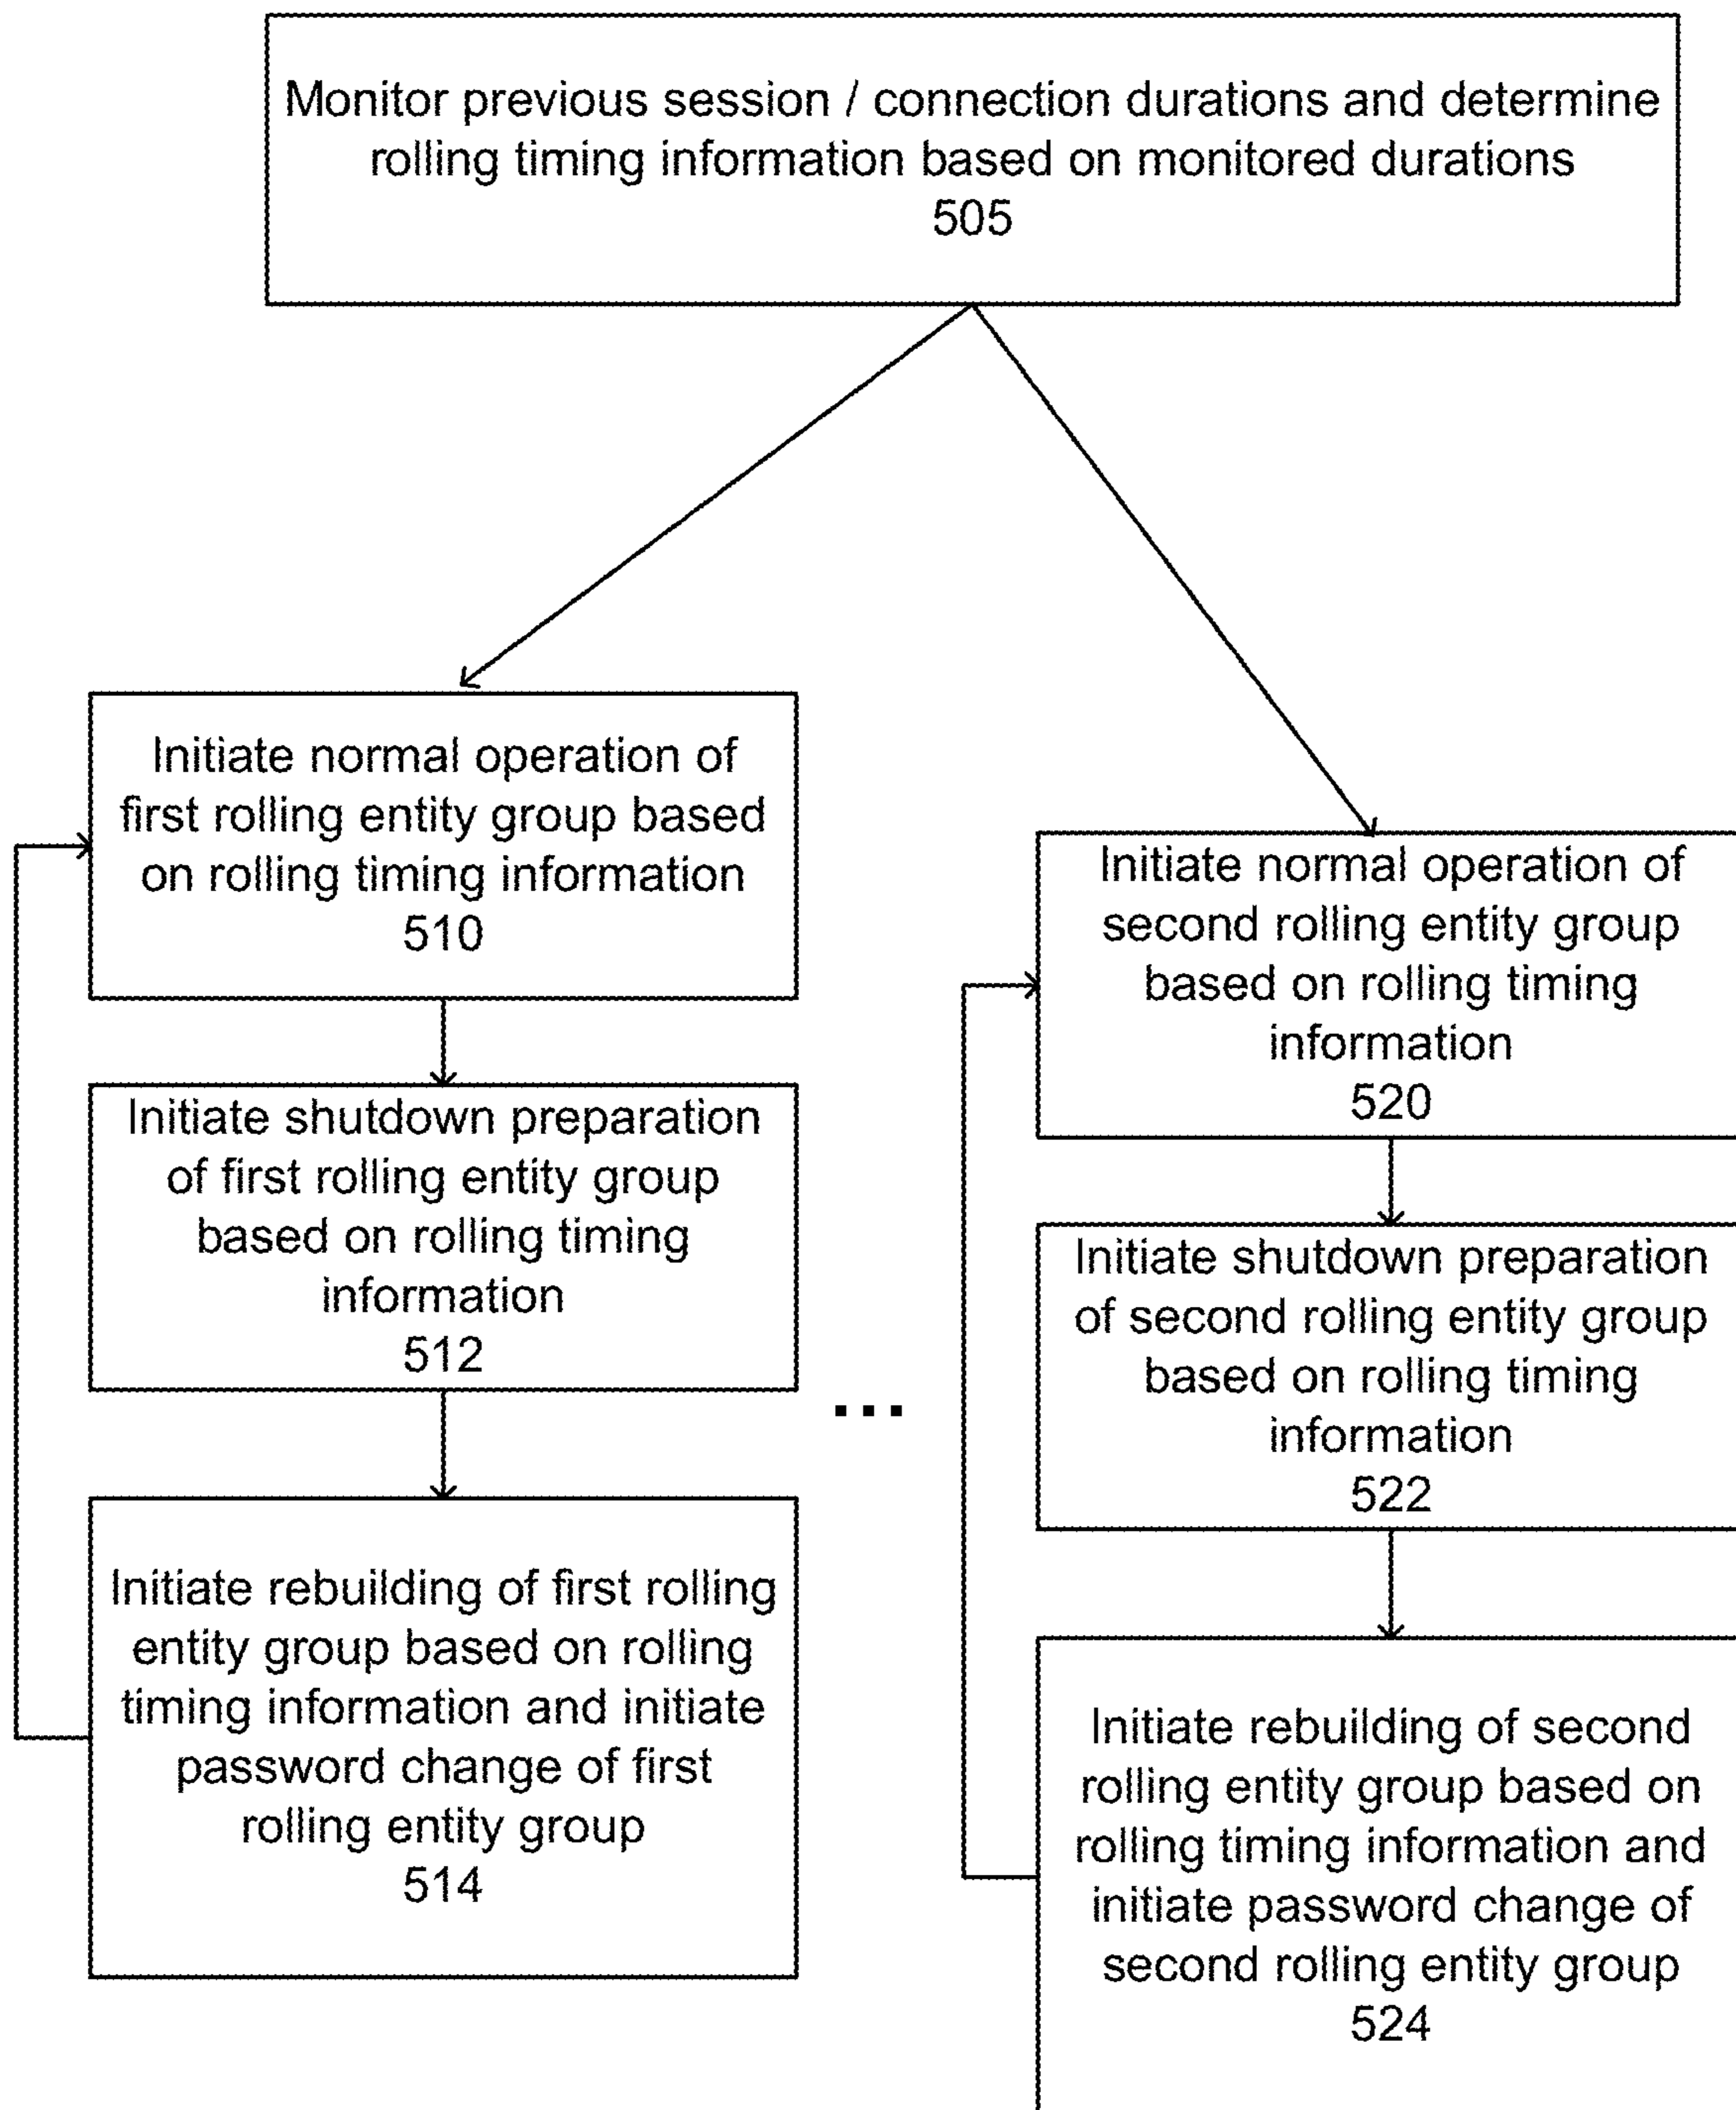 Monitor previous session / connection durations and determine
rolling timing information based on monitored durations
505
Initiate normal operation of
first rolling entity group based
on rolling timing information
510
Initiate shutdown preparation
of first rolling entity group
based on rolling timing
information
512
Initiate rebuilding of first rolling
entity group based on rolling
timing information and initiate
password change of first
rolling entity group
514
...
Initiate normal operation of
second rolling entity group
based on rolling timing
information
520
Initiate shutdown preparation
of second rolling entity group
based on rolling timing
information
522
Initiate rebuilding of second
rolling entity group based on
rolling timing information and
initiate password change of
second rolling entity group
524